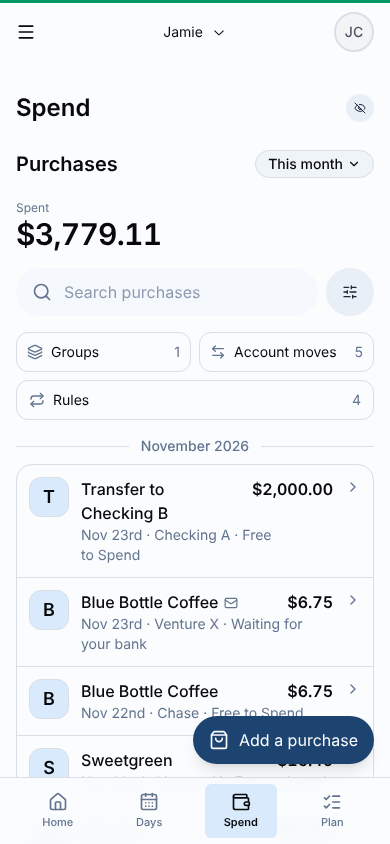 Jamie
JC
Spend
Purchases
This month
Spent
$3,779.11
Search purchases
Groups 1
Account moves 5
Rules 4
November 2026
T
Transfer to $2,000.00
Checking B
Nov 23rd · Checking A · Free
to Spend
B
Blue Bottle Coffee $6.75
Nov 23rd · Venture X · Waiting for
your bank
B
Blue Bottle Coffee $6.75
Nov 22nd · Chase · Free to Spend
Add a purchase
S
Sweetgreen
Home
Days
Spend
Plan